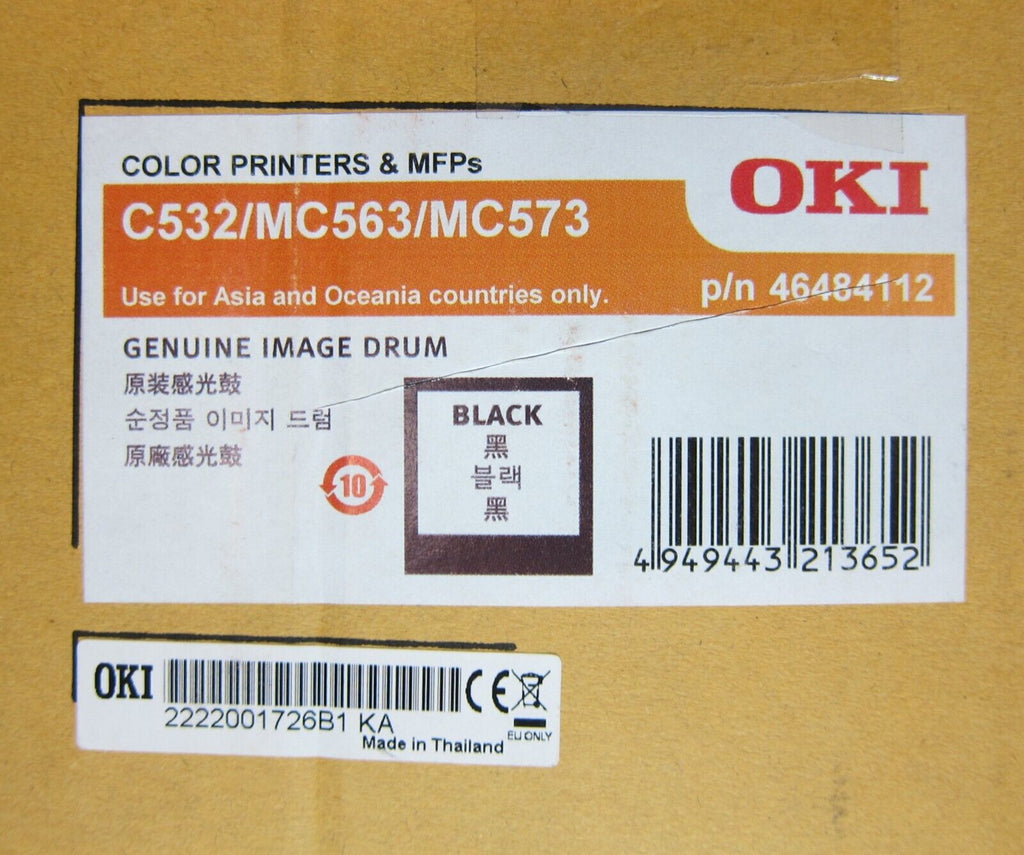 COLOR PRINTERS & MFPs
OKI
C532/MC563/MC573
Use for Asia and Oceania countries only.
p/n 46484112
GENUINE IMAGE DRUM
原装感光鼓
순정품 이미지 드럼
原廠感光鼓
10
BLACK
黑
블랙
黑
4 949443 213652
OKI
2222001726B1 KA
Made in Thailand
CE
EU ONLY